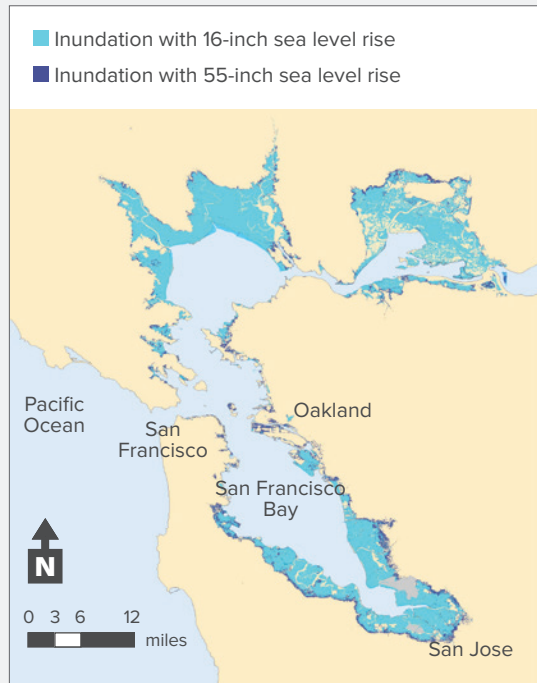 Inundation with 16-inch sea level rise
Inundation with 55-inch sea level rise
Pacific
Ocean
San
Francisco
Oakland
San Francisco
Bay
N
0 3 6 12
miles
San Jose